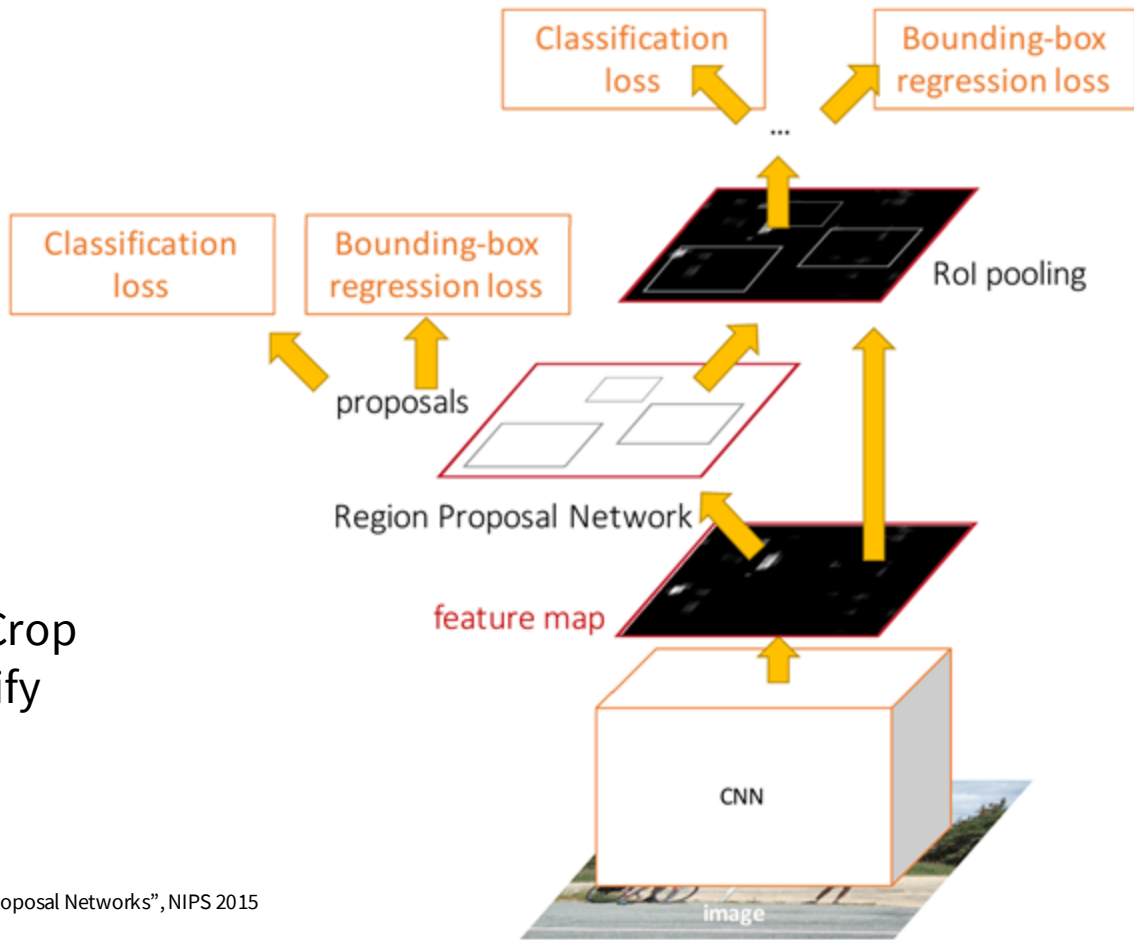 Classification
loss
Bounding-box
regression loss
...
Classification
loss
Bounding-box
regression loss
RoI pooling
proposals
Region Proposal Network
feature map
Crop
ify
CNN
image
oposal Networks”, NIPS 2015